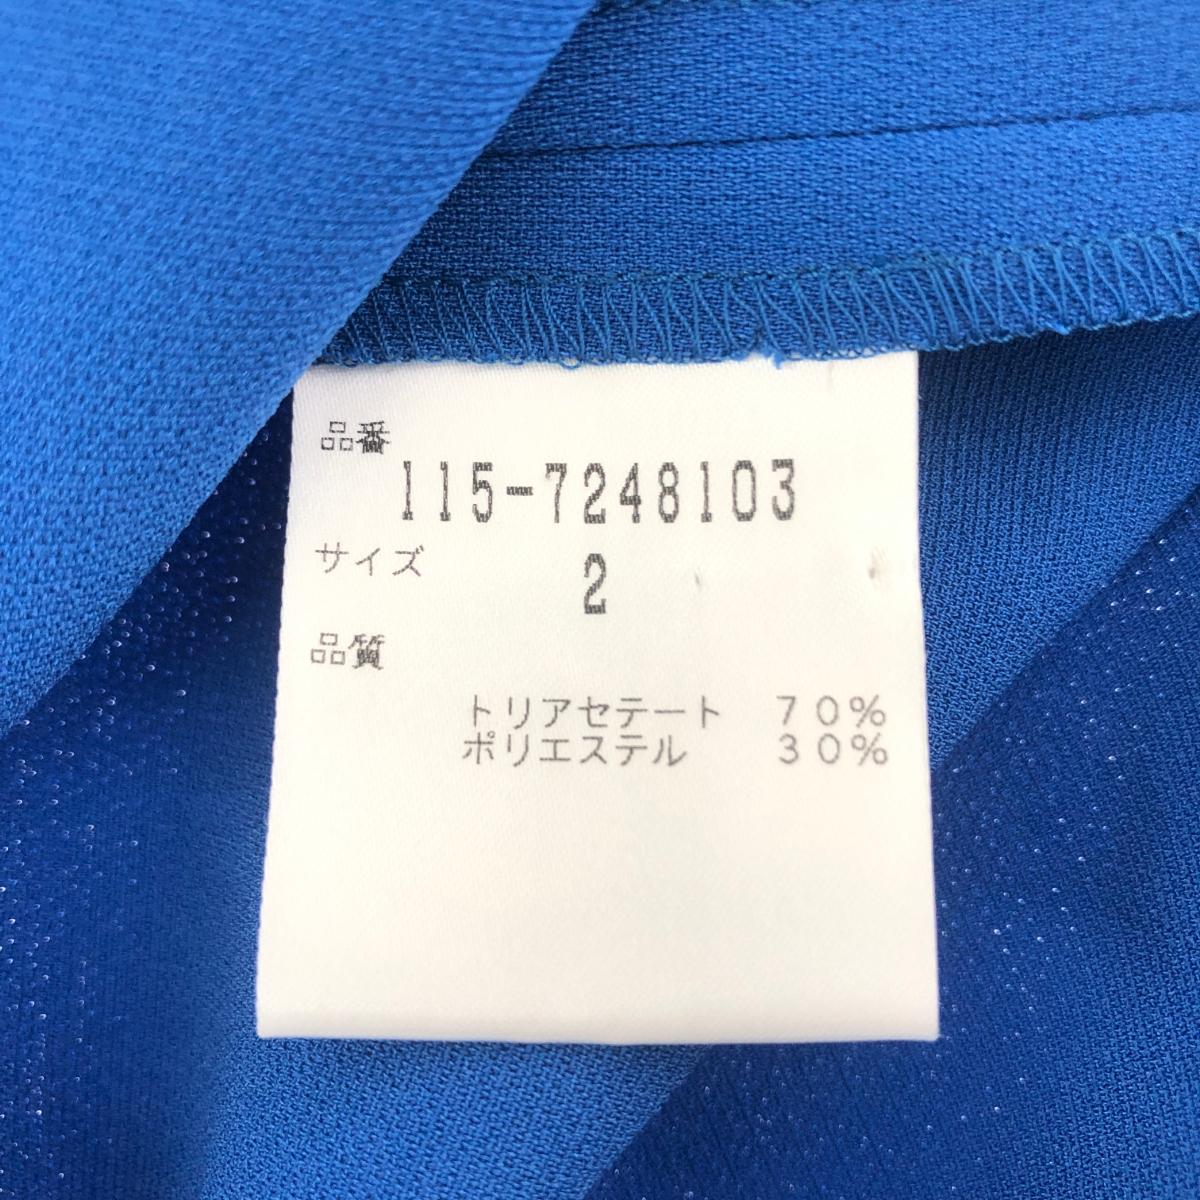 品番
115-7248103
サイズ 2
品質
トリアセテート 70%
ポリエステル 30%